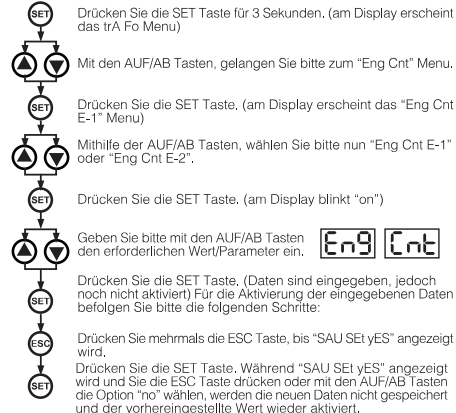 SET
Drücken Sie die SET Taste für 3 Sekunden. (am Display erscheint
das trA Fo Menu)
Mit den AUF/AB Tasten, gelangen Sie bitte zum “Eng Cnt” Menu.
SET
Drücken Sie die SET Taste. (am Display erscheint das “Eng Cnt
E-1” Menu)
Mithilfe der AUF/AB Tasten, wählen Sie bitte nun “Eng Cnt E-1”
oder “Eng Cnt E-2”.
SET
Drücken Sie die SET Taste. (am Display blinkt “on”)
Geben Sie bitte mit den AUF/AB Tasten
den erforderlichen Wert/Parameter ein.
Eng Cnt
SET
Drücken Sie die SET Taste. (Daten sind eingegeben, jedoch
noch nicht aktiviert) Für die Aktivierung der eingegebenen Daten
befolgen Sie bitte die folgenden Schritte:
ESC
Drücken Sie mehrmals die ESC Taste, bis “SAU SEt yES” angezeigt
wird.
SET
Drücken Sie die SET Taste. Während “SAU SEt yES” angezeigt
wird und Sie die ESC Taste drücken oder mit den AUF/AB Tasten
die Option “no” wählen, werden die neuen Daten nicht gespeichert
und der vorhereingestellte Wert wieder aktiviert.